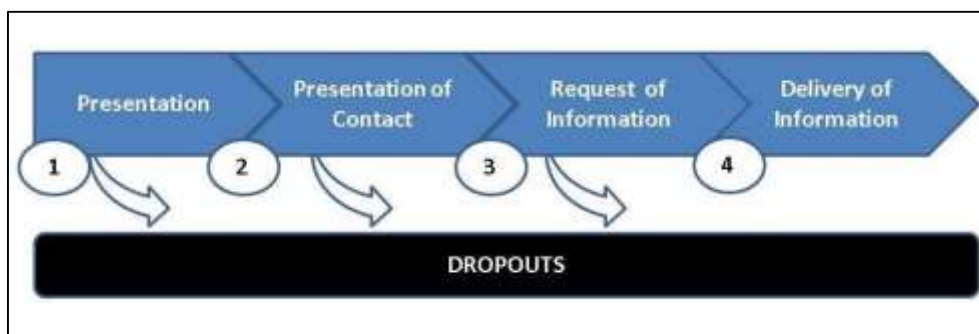 Presentation
Presentation of
Contact
Request of
Information
Delivery of
Information
1
2
3
4
DROPOUTS